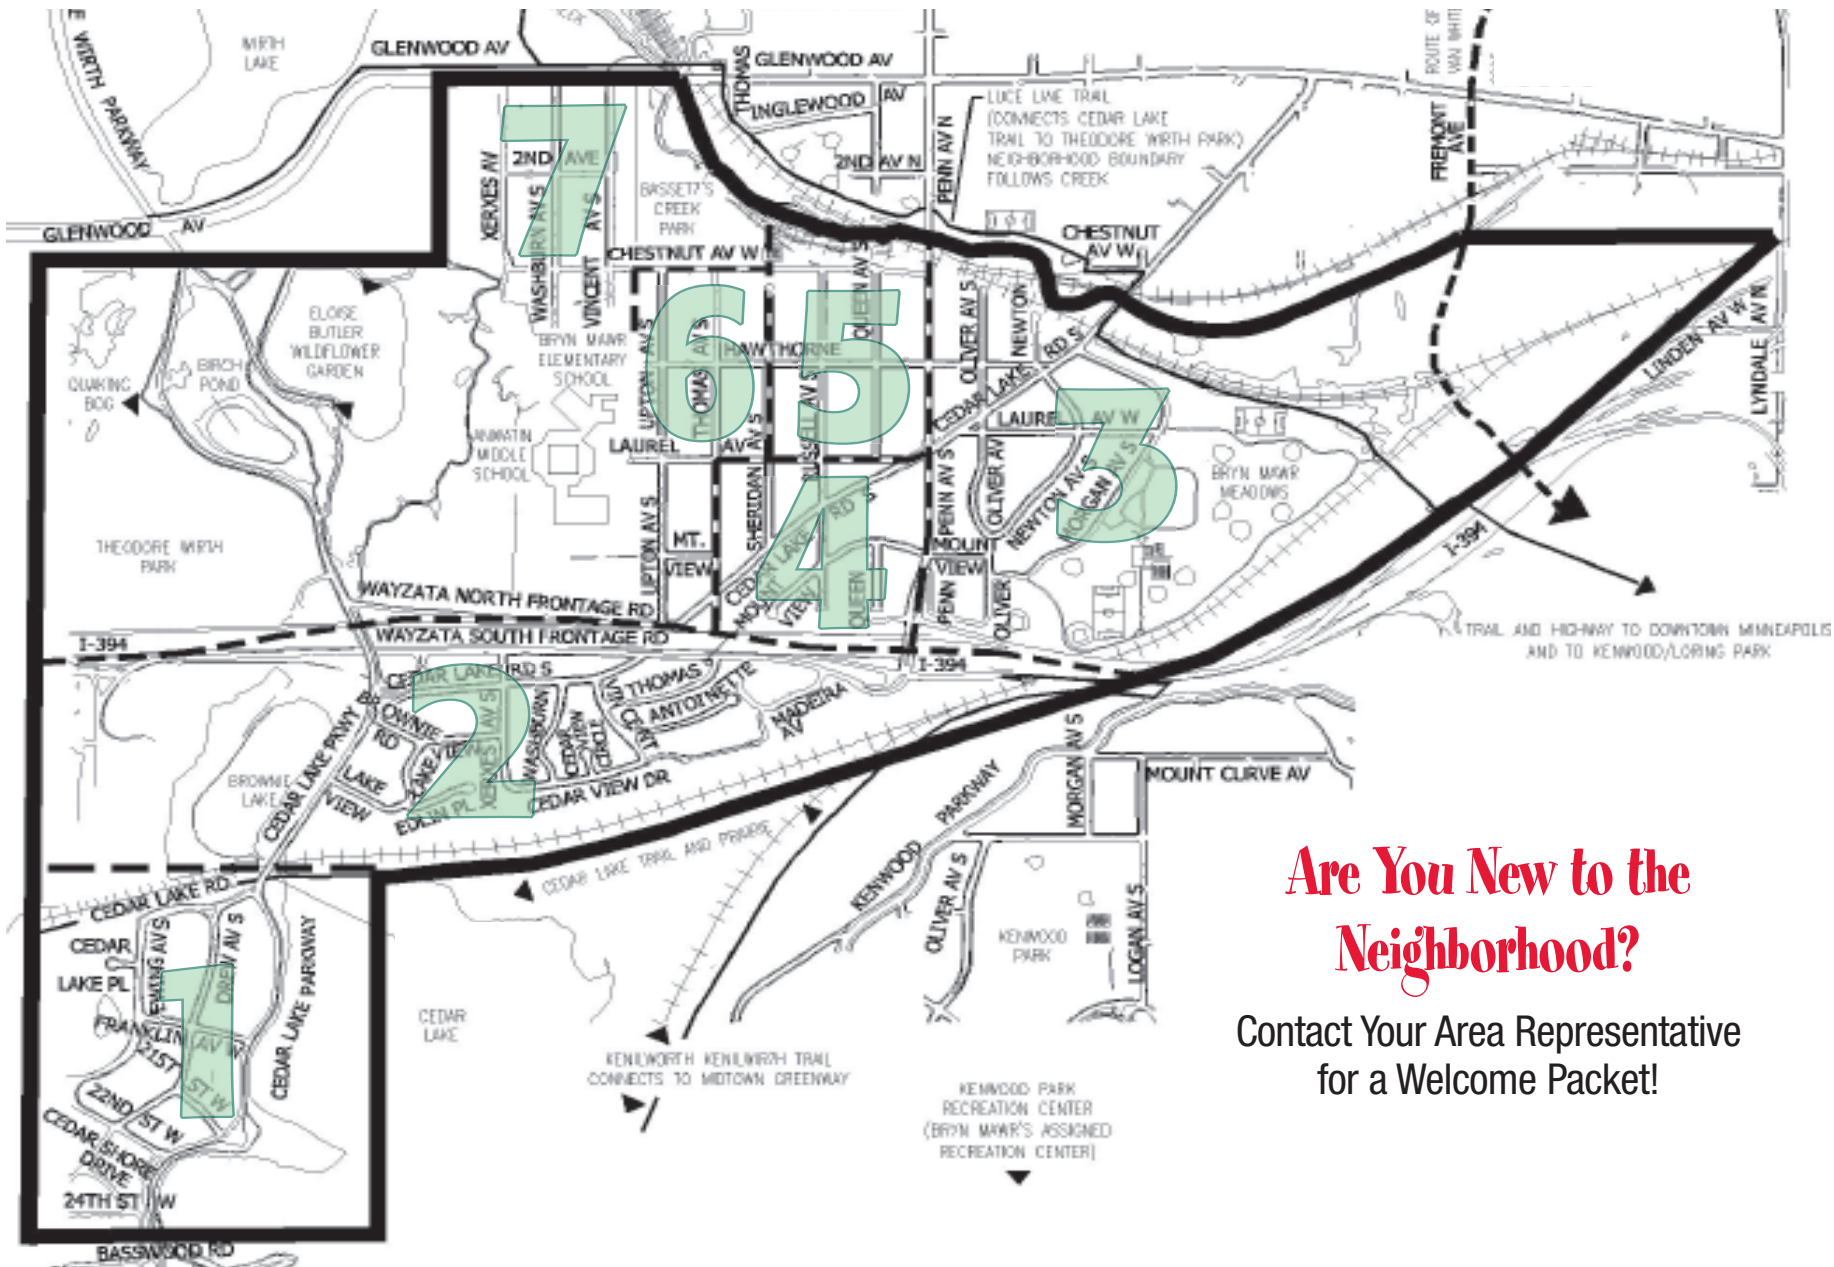 WIRTH PARKWAY
WIRTH
LAKE
GLENWOOD AV
CREEK
THOMAS
GLENWOOD AV
INGLEWOOD AV
2ND AV N
PENN AV N
LUCE LINE TRAIL
(CONNECTS CEDAR LAKE
TRAIL TO THEODORE WIRTH PARK)
NEIGHBORHOOD BOUNDARY
FOLLOWS CREEK
ROUTE OF
VAN WHITE
FREMONT
AVE
CHESTNUT
AV W
GLENWOOD AV
7
XERXES AV
2ND AVE
WASHBURN AV S
VINCENT AV S
BASSETT'S
CREEK
PARK
CHESTNUT AV W
QUAKING
BOG
BIRCH
POND
ELOISE
BUTLER
WILDFLOWER
GARDEN
BRYN MAWR
ELEMENTARY
SCHOOL
ANWATIN
MIDDLE
SCHOOL
6
5
UPTON AV S
THOMAS AV S
HAWTHORNE
SHERIDAN AV S
RUSSELL AV S
QUEEN AV S
LAUREL AV
OLIVER AV S
NEWTON
CEDAR LAKE RD S
LAUREL AV W
3
OLIVER AV
NEWTON AV S
MORGAN AV S
BRYN MAWR
MEADOWS
LINDEN AV W
LYNDALE AV N
I-394
THEODORE WIRTH
PARK
UPTON AV S
MT.
VIEW
4
CEDAR LAKE RD
MOUNT
VIEW
QUEEN
PENN AV S
MOUNT
VIEW
PENN
OLIVER
WAYZATA NORTH FRONTAGE RD
WAYZATA SOUTH FRONTAGE RD
I-394
I-394
TRAIL AND HIGHWAY TO DOWNTOWN MINNEAPOLIS
AND TO KENWOOD/LORING PARK
2
CEDAR LAKE RD S
BROWNIE
RD
LAKE
VIEW
LAKE VIEW
XERXES AV S
WASHBURN
CEDAR
VIEW
CIRCLE
THOMAS
ANTOINETTE
MADEIRA
AV
EDLIN PL
CEDAR VIEW DR
BROWNIE
LAKE
CEDAR LAKE PKWY
CEDAR LAKE TRAIL AND PRAIRIE
MORGAN AV S
MOUNT CURVE AV
KENWOOD PARKWAY
OLIVER AV S
KENWOOD
PARK
LOGAN AV S
CEDAR LAKE RD
CEDAR
LAKE PL
EWING AV S
DREW AV S
1
FRANKLIN AV W
21ST ST W
22ND ST W
CEDAR SHORE
DRIVE
24TH ST W
CEDAR LAKE PARKWAY
BASSWOOD RD
CEDAR
LAKE
KENILWORTH KENILWIRTH TRAIL
CONNECTS TO MIDTOWN GREENWAY
KENWOOD PARK
RECREATION CENTER
(BRYN MAWR'S ASSIGNED
RECREATION CENTER)
Are You New to the
Neighborhood?
Contact Your Area Representative
for a Welcome Packet!